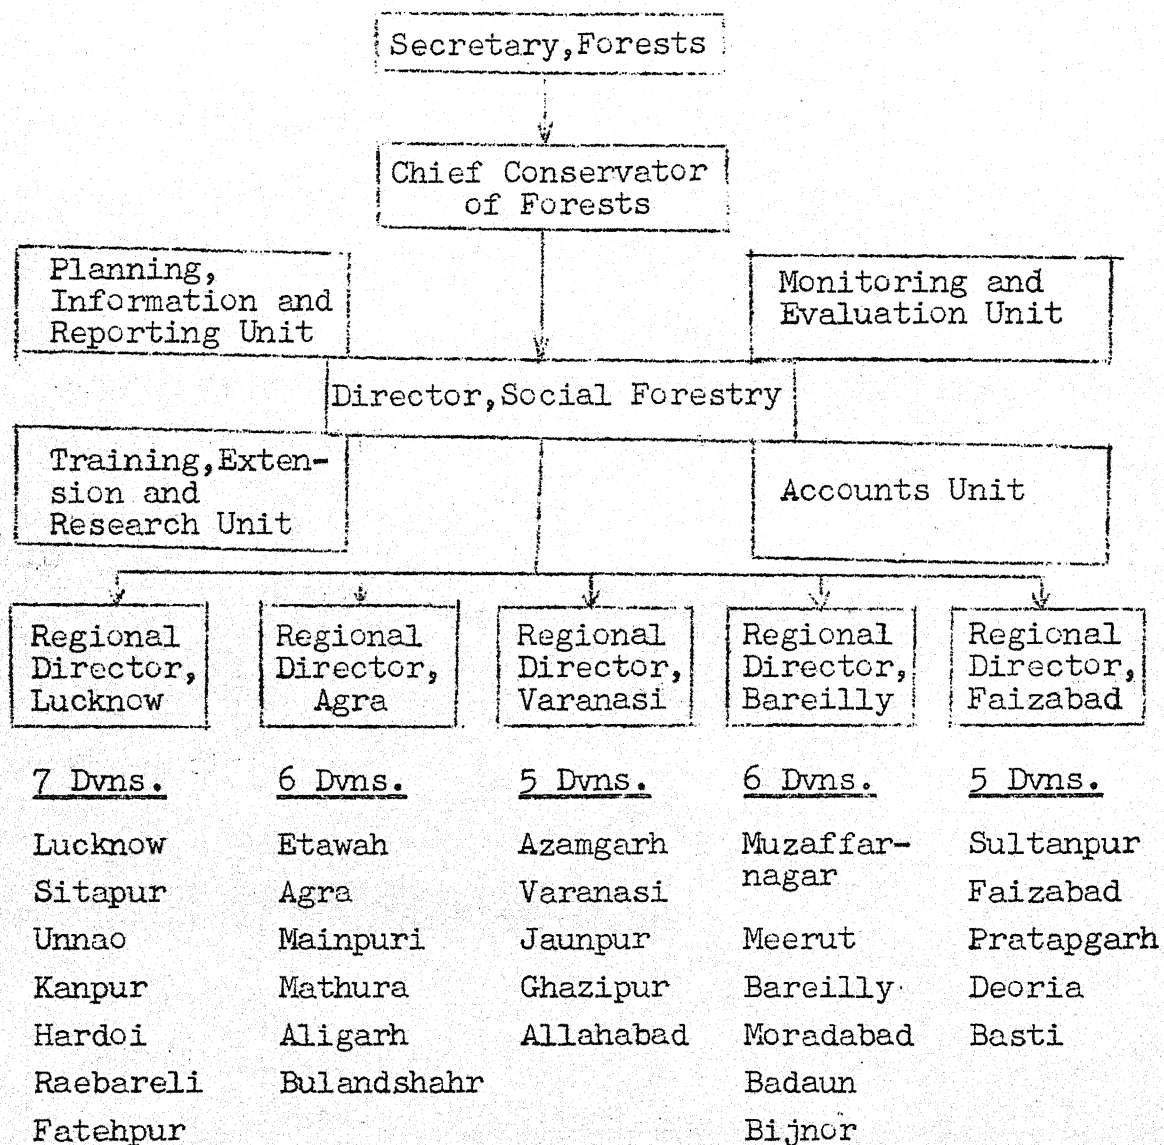 Secretary,Forests
Chief Conservator
of Forests
Planning,
Information and
Reporting Unit
Monitoring and
Evaluation Unit
Director,Social Forestry
Training,Exten-
sion and
Research Unit
Accounts Unit
Regional
Director,
Lucknow
Regional
Director,
Agra
Regional
Director,
Varanasi
Regional
Director,
Bareilly
Regional
Director,
Faizabad
7 Dvns.
Lucknow
Sitapur
Unnao
Kanpur
Hardoi
Raebareli
Fatehpur
6 Dvns.
Etawah
Agra
Mainpuri
Mathura
Aligarh
Bulandshahr
5 Dvns.
Azamgarh
Varanasi
Jaunpur
Ghazipur
Allahabad
6 Dvns.
Muzaffar-
nagar
Meerut
Bareilly
Moradabad
Badaun
Bijnor
5 Dvns.
Sultanpur
Faizabad
Pratapgarh
Deoria
Basti